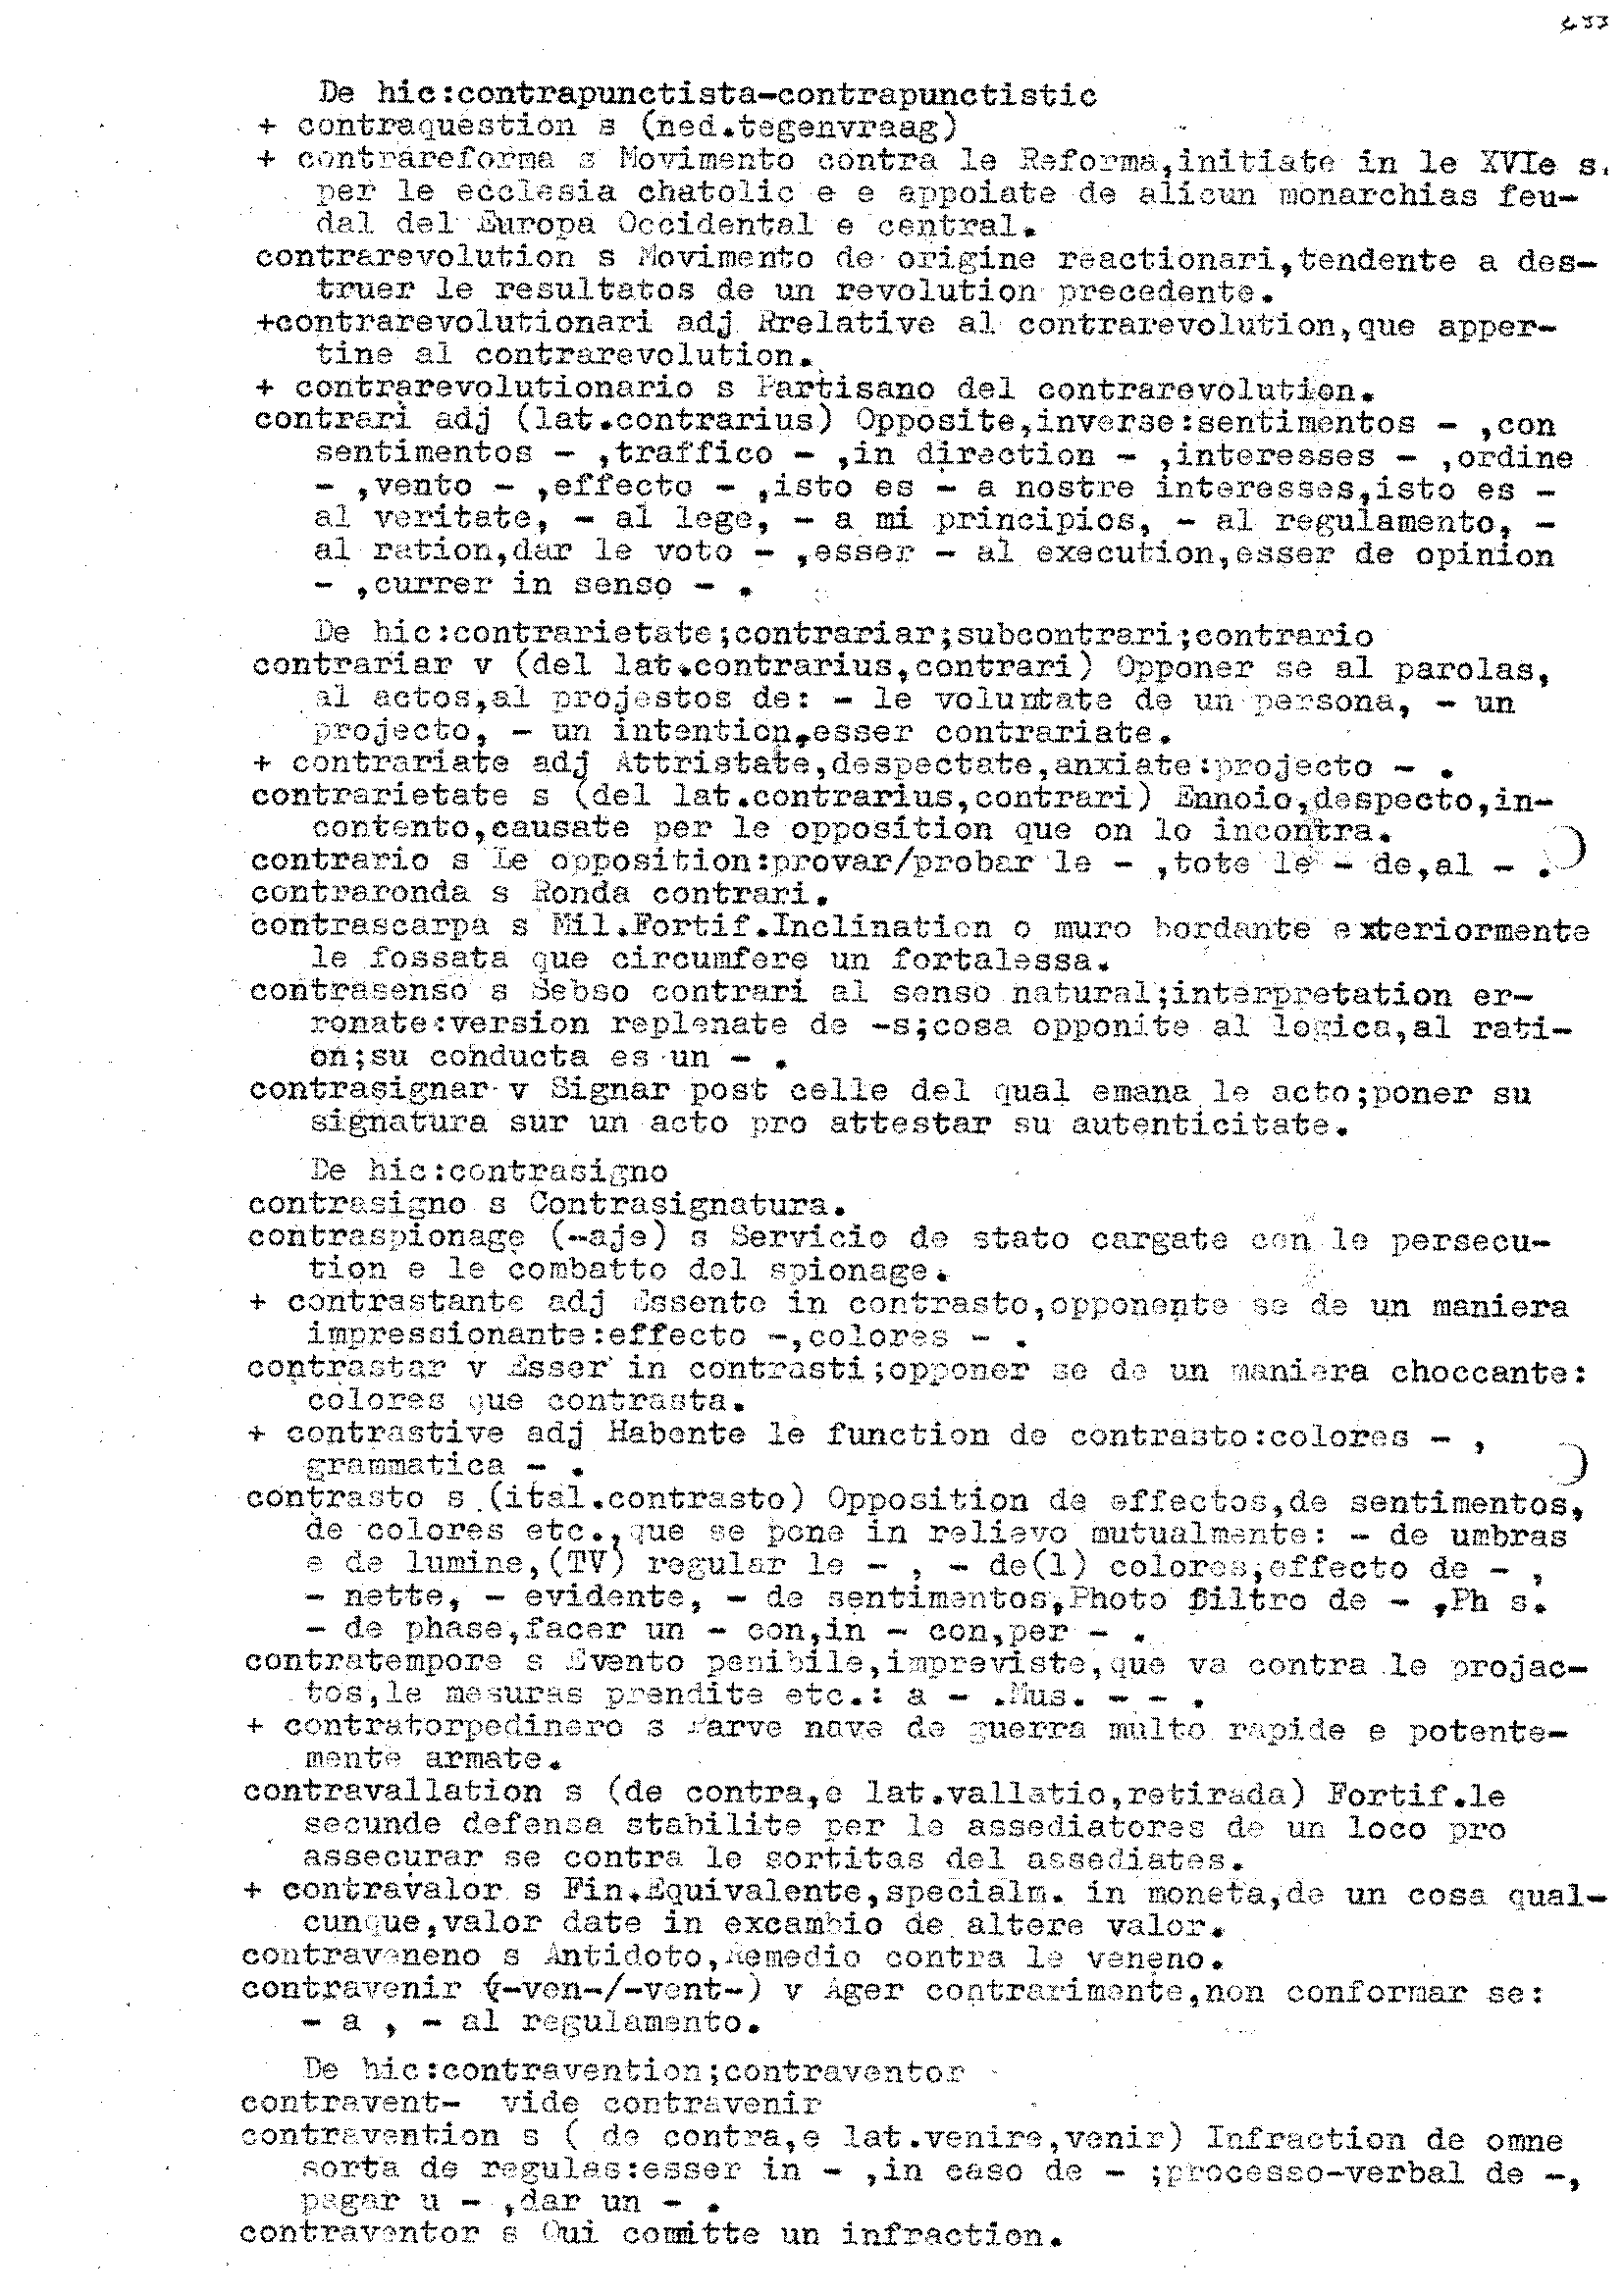 De hic:contrapunctista-contrapunctistic
+ contraquestion s (ned.tegenvraag)
+ contrareforma s Movimento contra le Reforma,initiate in le XVIe s.
per le ecclesia chatolic e e appoiate de alicun monarchias feu-
dal del Europa Occidental e central.
contrarevolution s Movimento de origine reactionari,tendente a des-
truer le resultatos de un revolution precedente.
+contrarevolutionari adj Rrelative al contrarevolution,que apper-
tine al contrarevolution.
+ contrarevolutionario s Partisano del contrarevolution.
contrari adj (lat.contrarius) Opposite,inverse:sentimentos - ,con
sentimentos - ,traffico - ,in direction - ,interesses - ,ordine
- ,vento - ,effecto - ,isto es - a nostre interesses,isto es -
al veritate, - al lege, - a mi principios, - al regulamento, -
al ration,dar le voto - ,esser - al execution,esser de opinion
- ,currer in senso - .
De hic:contrarietate;contrariar;subcontrari;contrario
contrariar v (del lat.contrarius,contrari) Opponer se al parolas,
al actos,al projestos de: - le voluntate de un persona, - un
projecto, - un intention,esser contrariate.
+ contrariate adj Attristate,despectate,anxiate:projecto - .
contrarietate s (del lat.contrarius,contrari) Ennoio,despecto,in-
contento,causate per le opposition que on lo incontra.
contrario s Le opposition:provar/probar le - ,tote le - de,al - .
contraronda s Ronda contrari.
contrascarpa s Mil.Fortif.Inclination o muro bordante exteriormente
le fossata que circumfere un fortalessa.
contrasenso s Sebso contrari al senso natural;interpretation er-
ronate:version replenate de -s;cosa opponite al logica,al rati-
on;su conducta es un - .
contrasignar v Signar post celle del qual emana le acto;poner su
signatura sur un acto pro attestar su autenticitate.
De hic:contrasigno
contrasigno s Contrasignatura.
contraspionage (-aje) s Servicio de stato cargate con le persecu-
tion e le combatto del spionage.
+ contrastante adj Essente in contrasto,opponente se de un maniera
impressionante:effecto -,colores - .
contrastar v Esser in contrasti;opponer se de un maniera choccante:
colores que contrasta.
+ contrastive adj Habente le function de contrasto:colores - ,
grammatica - .
contrasto s (ital.contrasto) Opposition de effectos,de sentimentos,
de colores etc.,que se pone in relievo mutualmente: - de umbras
e de lumine,(TV) regular le - , - de(l) colores,effecto de - ,
- nette, - evidente, - de sentimentos,Photo filtro de - ,Ph s.
- de phase,facer un - con,in - con,per - .
contratempore s Evento penibile,impreviste,que va contra le projac-
tos,le mesuras prendite etc.: a - .Mus. - - .
+ contratorpedinero s Parve nave de guerra multo rapide e potente-
mente armate.
contravallation s (de contra,e lat.vallatio,retirada) Fortif.le
secunde defensa stabilite per le assediatores de un loco pro
assecurar se contra le sortitas del assediates.
+ contravalor s Fin.Equivalente,specialm. in moneta,de un cosa qual-
cunque,valor date in excambio de altere valor.
contraveneno s Antidoto,Remedio contra le veneno.
contravenir (-ven-/-vent-) v Ager contrarimente,non conformar se:
- a , - al regulamento.
De hic:contravention;contraventor
contravent- vide contravenir
contravention s ( de contra,e lat.venire,venir) Infraction de omne
sorta de regulas:esser in - ,in caso de - ;processo-verbal de -,
pagar u - ,dar un - .
contraventor s Qui comitte un infraction.